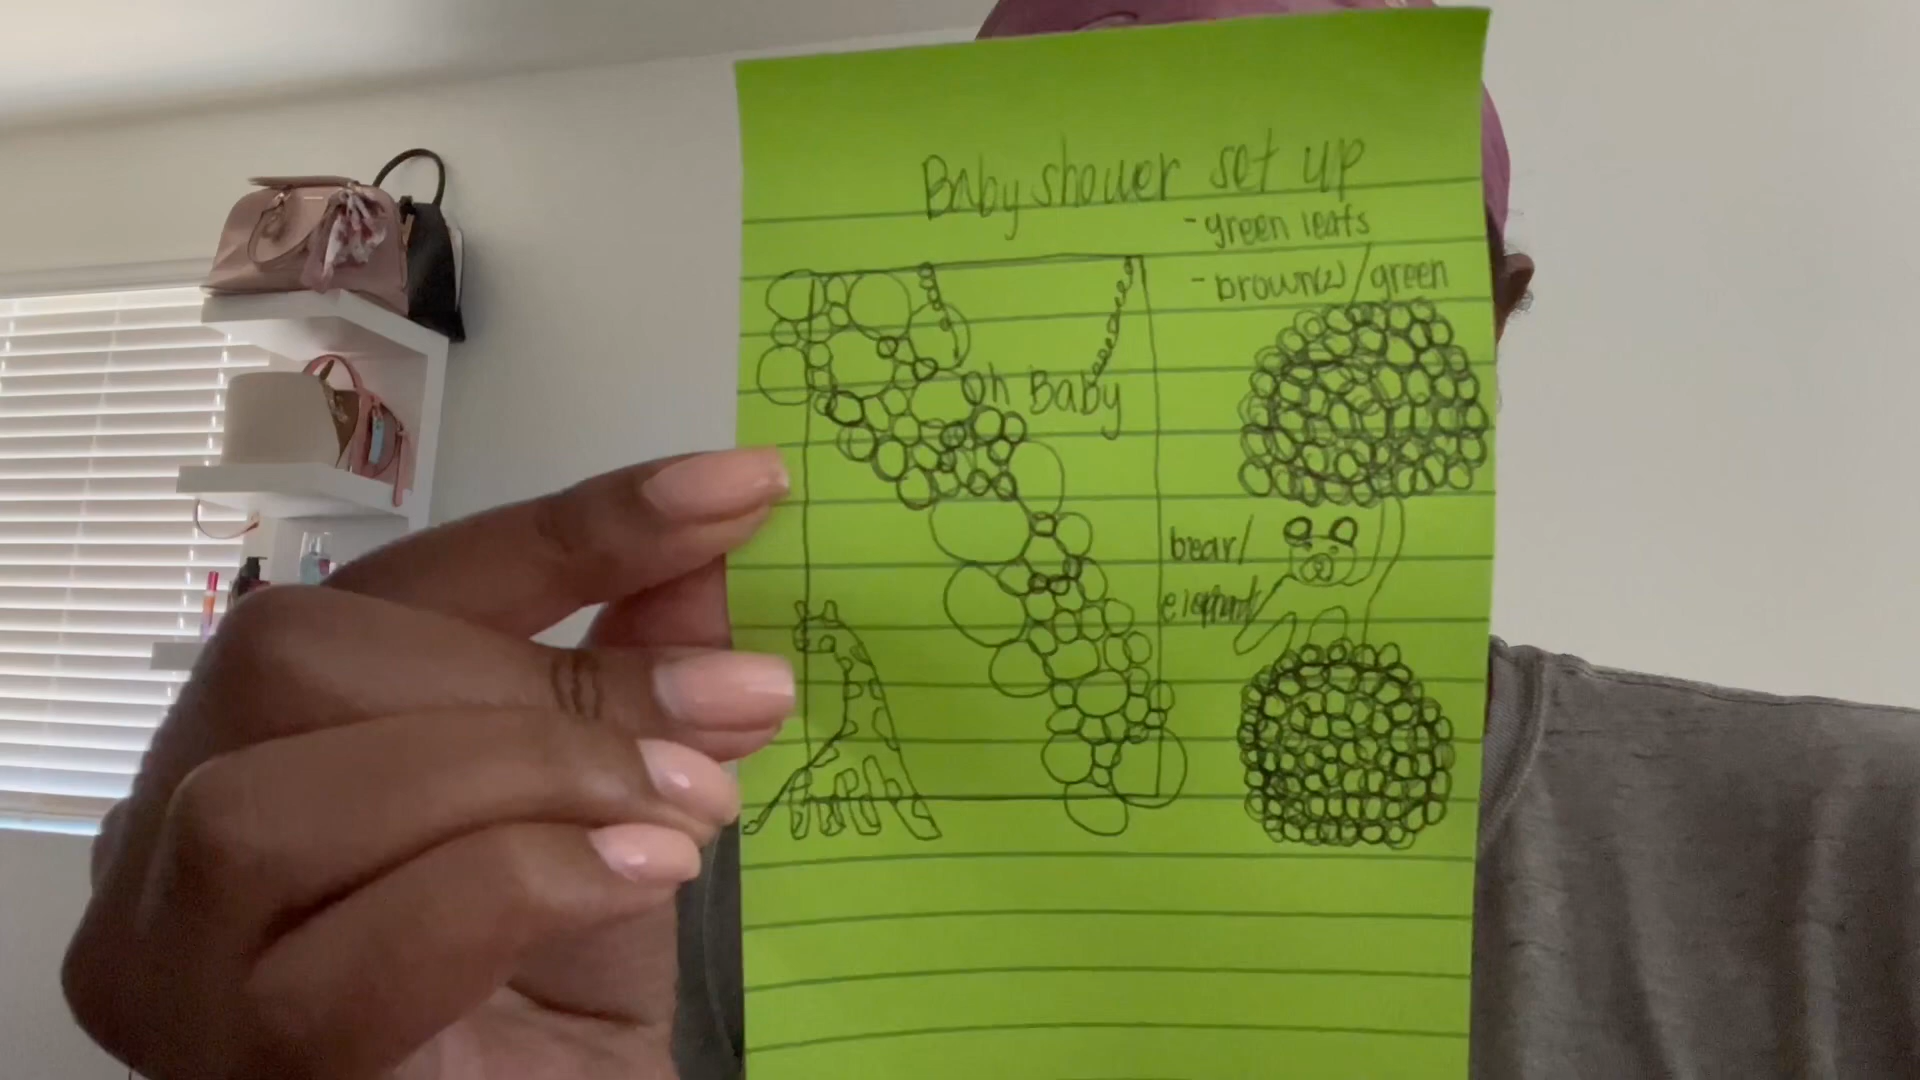 Baby shower set up
- green leafs
- brown(2) / green
Oh Baby
bear/
elephant